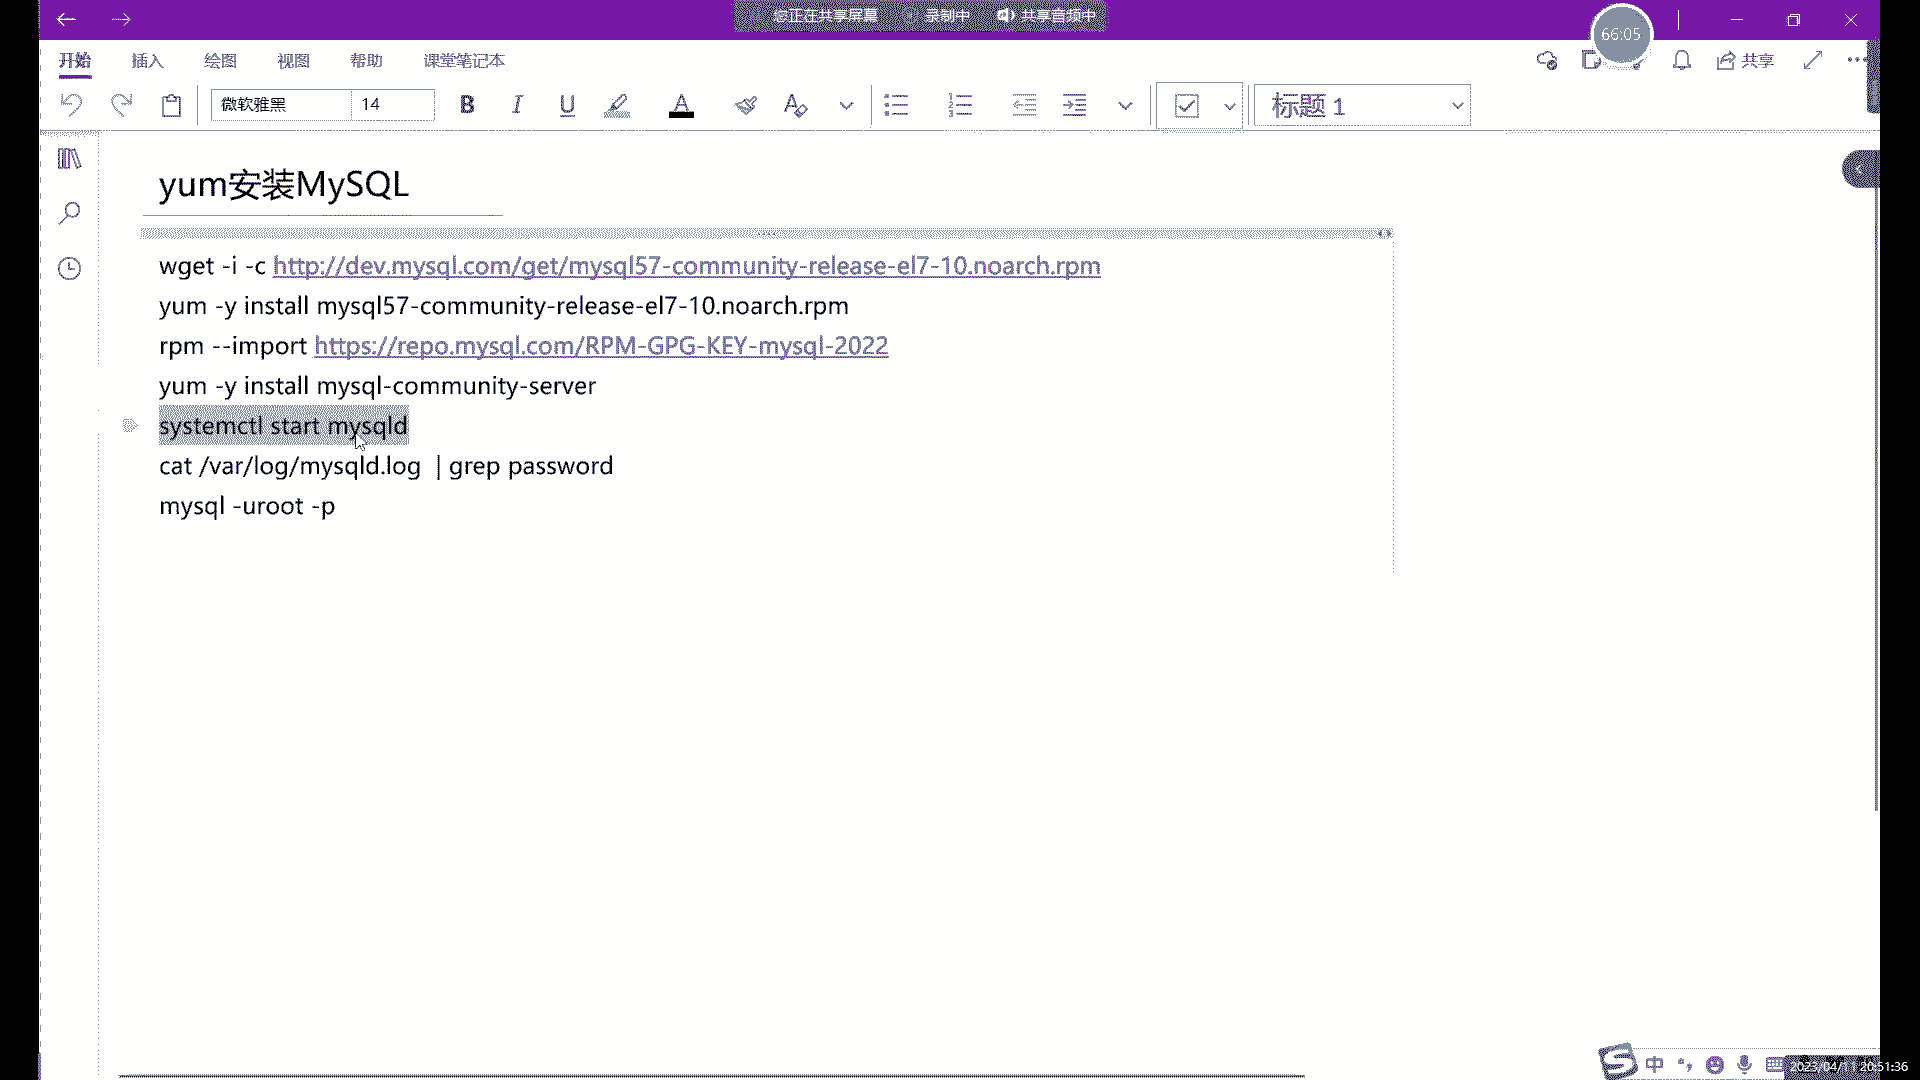 您正在共享屏幕 录制中 共享音频中
66:05
开始 插入 绘图 视图 帮助 课堂笔记本 共享
微软雅黑 14 B I U A A 标题 1
yum安装MySQL
wget -i -c http://dev.mysql.com/get/mysql57-community-release-el7-10.noarch.rpm
yum -y install mysql57-community-release-el7-10.noarch.rpm
rpm --import https://repo.mysql.com/RPM-GPG-KEY-mysql-2022
yum -y install mysql-community-server
systemctl start mysqld
cat /var/log/mysqld.log  | grep password
mysql -uroot -p
中
2023/04/11 20:51:36